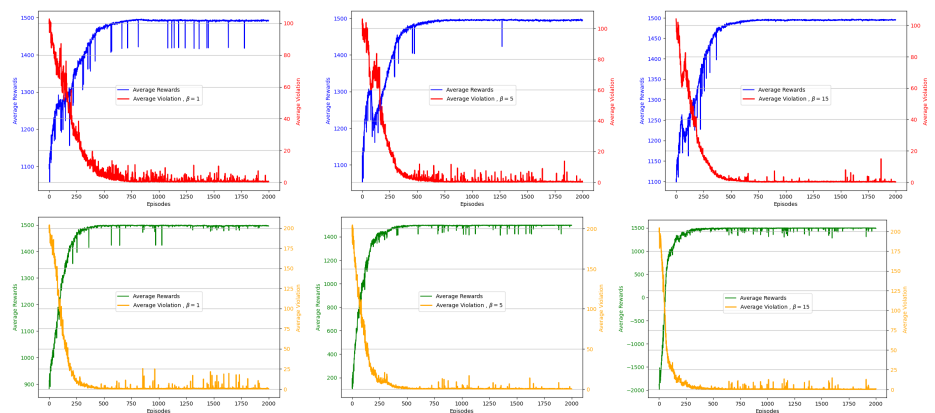 1500
1400
1300
1200
1100
100
80
60
40
20
0
Average Rewards
Average Violation
Average Rewards
Average Violation , β = 1
0 250 500 750 1000 1250 1500 1750 2000
Episodes
1500
1400
1300
1200
1100
100
80
60
40
20
0
Average Rewards
Average Violation
Average Rewards
Average Violation , β = 5
0 250 500 750 1000 1250 1500 1750 2000
Episodes
1500
1450
1400
1350
1300
1250
1200
1150
1100
100
80
60
40
20
0
Average Rewards
Average Violation
Average Rewards
Average Violation , β = 15
0 250 500 750 1000 1250 1500 1750 2000
Episodes
1500
1400
1300
1200
1100
1000
900
200
175
150
125
100
75
50
25
0
Average Rewards
Average Violation
Average Rewards
Average Violation , β = 1
0 250 500 750 1000 1250 1500 1750 2000
Episodes
1400
1200
1000
800
600
400
200
200
150
100
50
0
Average Rewards
Average Violation
Average Rewards
Average Violation , β = 5
0 250 500 750 1000 1250 1500 1750 2000
Episodes
1500
1000
500
0
−500
−1000
−1500
−2000
200
150
100
50
0
Average Rewards
Average Violation
Average Rewards
Average Violation , β = 15
0 250 500 750 1000 1250 1500 1750 2000
Episodes